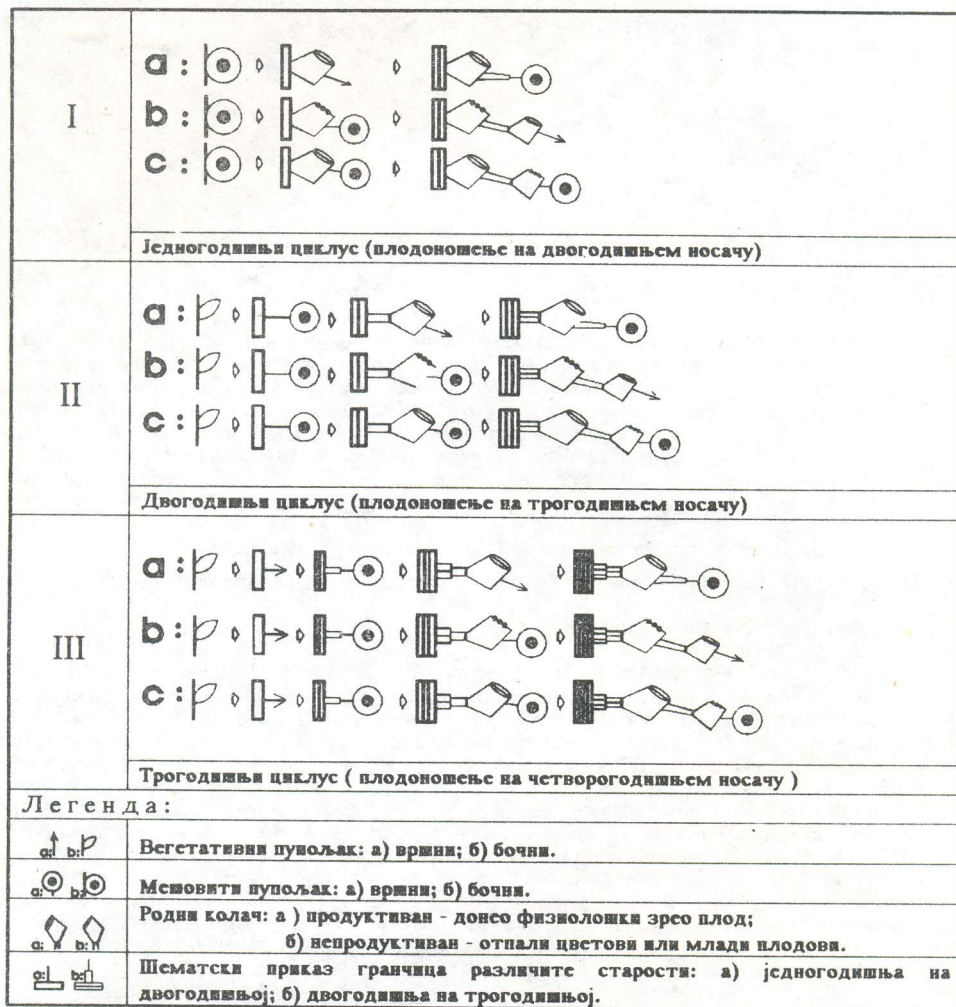 I
a :
b :
c :
Једногодишњи циклус (плодоношење на двогодишњем носачу)
II
a :
b :
c :
Двогодишњи циклус (плодоношење на трогодишњем носачу)
III
a :
b :
c :
Трогодишњи циклус ( плодоношење на четворогодишњем носачу )
Легенда:
a: b:
Вегетативни пупољак: а) вршни; б) бочни.
a: b:
Мешовити пупољак: а) вршни; б) бочни.
a: b:
Родни колач: а ) продуктиван - донео физиолошки зрео плод;
б) непродуктиван - отпали цветови или млади плодови.
a: b:
Шематски приказ гранчица различите старости: а) једногодишња на
двогодишњој; б) двогодишња на трогодишњој.